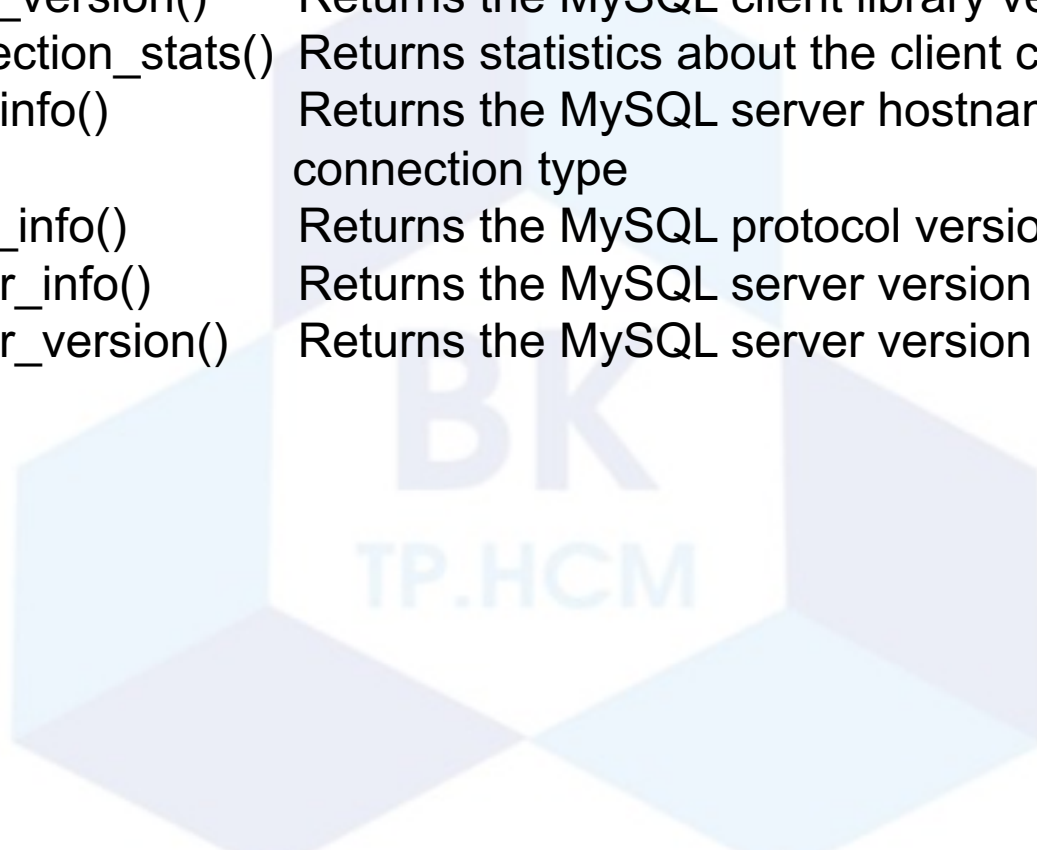 _version() Returns the MySQL client library ve
ection_stats() Returns statistics about the client c
info() Returns the MySQL server hostnar
connection type
_info() Returns the MySQL protocol versio
r_info() Returns the MySQL server version
r_version() Returns the MySQL server version
BK
TP.HCM